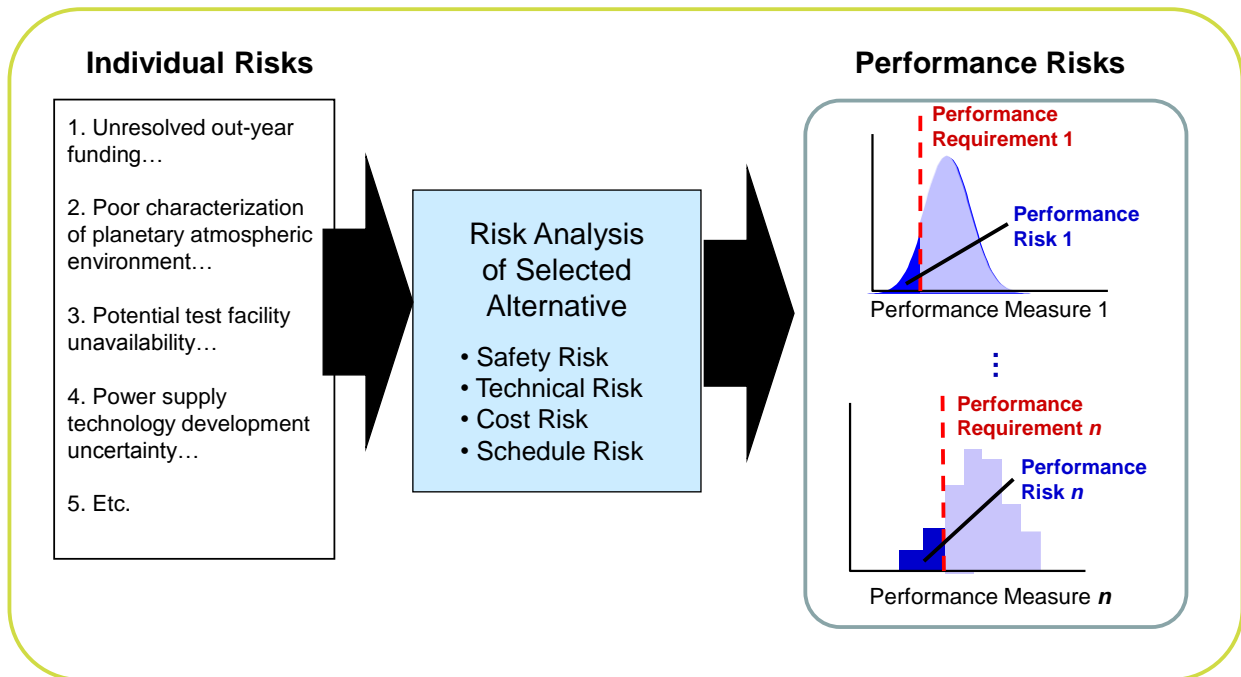 Individual Risks
1. Unresolved out-year
funding…
2. Poor characterization
of planetary atmospheric
environment…
3. Potential test facility
unavailability…
4. Power supply
technology development
uncertainty…
5. Etc.
Risk Analysis
of Selected
Alternative
• Safety Risk
• Technical Risk
• Cost Risk
• Schedule Risk
Performance Risks
Performance
Requirement 1
Performance
Risk 1
Performance Measure 1
⋮
Performance
Requirement n
Performance
Risk n
Performance Measure n